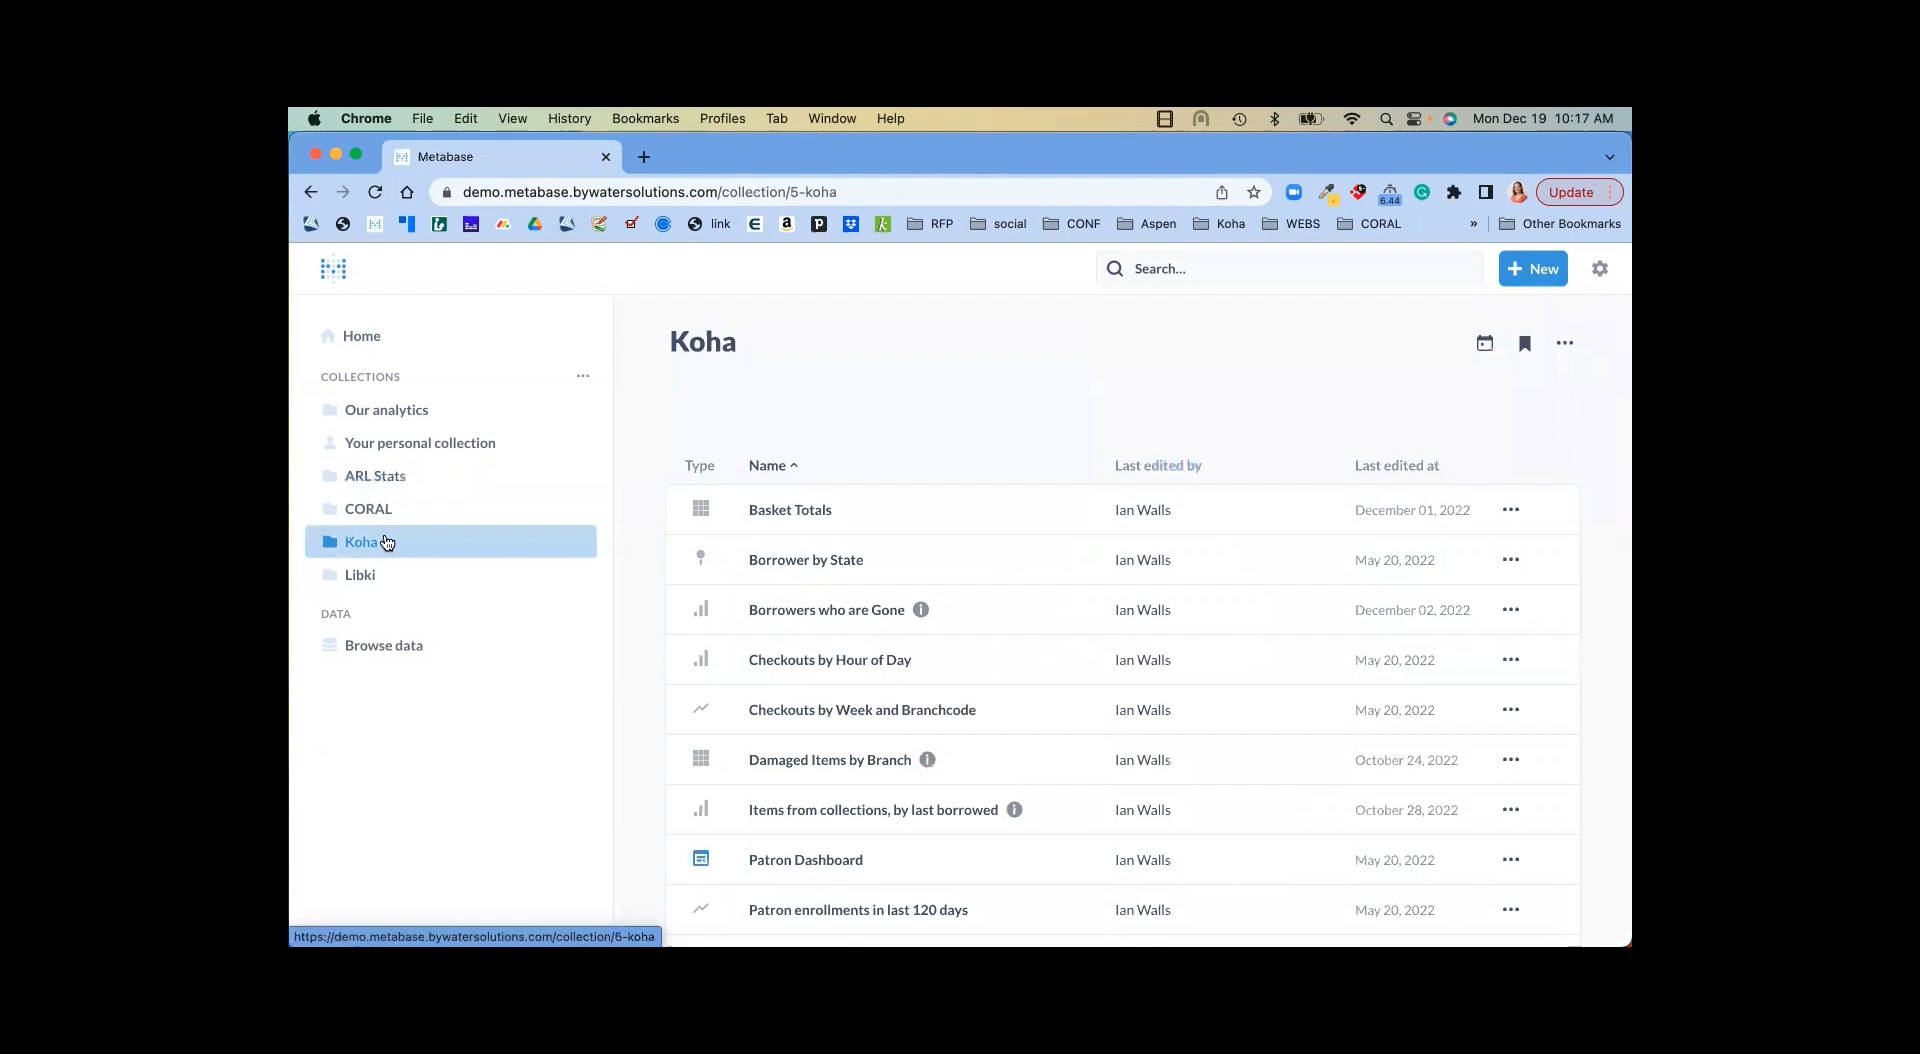 Chrome File Edit View History Bookmarks Profiles Tab Window Help Mon Dec 19 10:17 AM
Metabase
demo.metabase.bywatersolutions.com/collection/5-koha Update
6.44
link RFP social CONF Aspen Koha WEBS CORAL » Other Bookmarks
Search... + New
Home
COLLECTIONS
Our analytics
Your personal collection
ARL Stats
CORAL
Koha
Libki
DATA
Browse data
Koha
Type Name Last edited by Last edited at
Basket Totals Ian Walls December 01, 2022
Borrower by State Ian Walls May 20, 2022
Borrowers who are Gone Ian Walls December 02, 2022
Checkouts by Hour of Day Ian Walls May 20, 2022
Checkouts by Week and Branchcode Ian Walls May 20, 2022
Damaged Items by Branch Ian Walls October 24, 2022
Items from collections, by last borrowed Ian Walls October 28, 2022
Patron Dashboard Ian Walls May 20, 2022
Patron enrollments in last 120 days Ian Walls May 20, 2022
https://demo.metabase.bywatersolutions.com/collection/5-koha